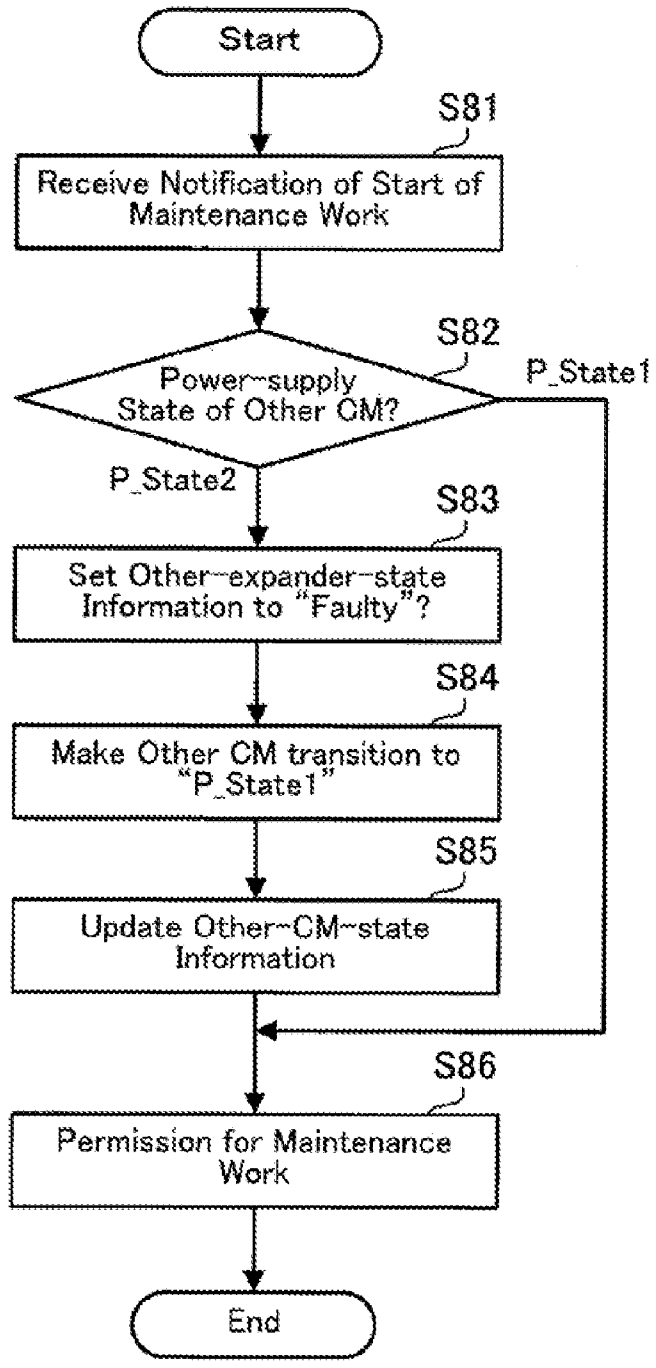 Start
S81
Receive Notification of Start of
Maintenance Work
S82
Power-supply
State of Other CM?
P_State1
P_State2
S83
Set Other-expander-state
Information to “Faulty”?
S84
Make Other CM transition to
“P_State1”
S85
Update Other-CM-state
Information
S86
Permission for Maintenance
Work
End